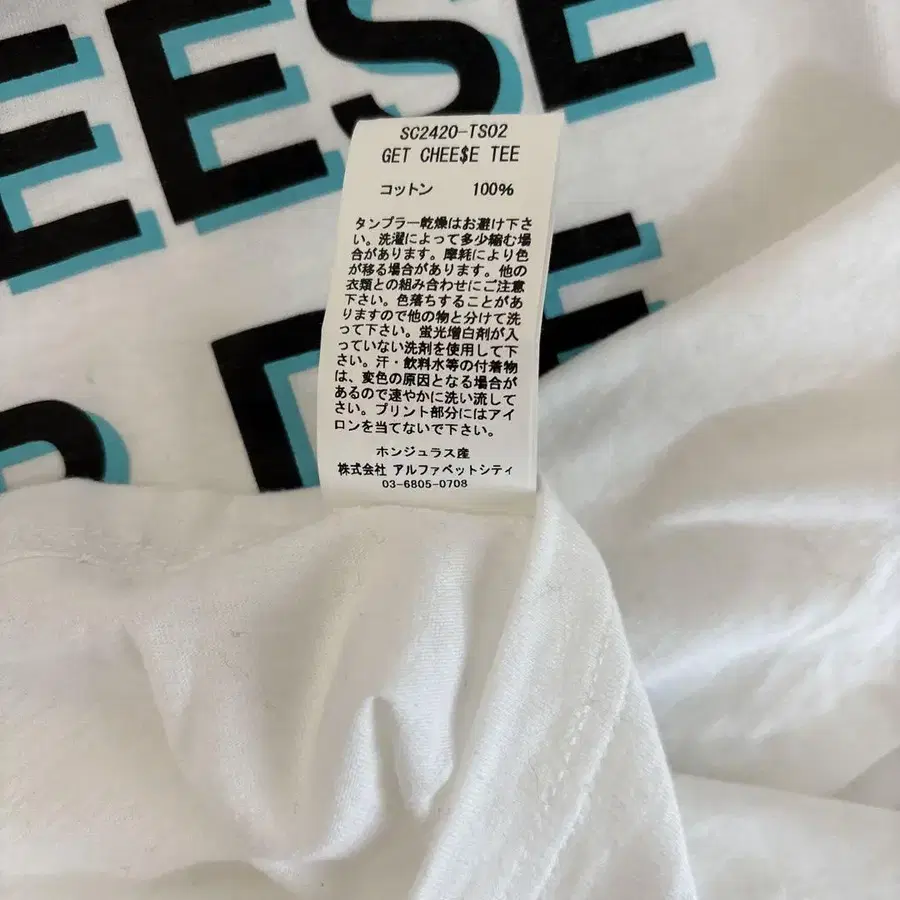 EESE
SC2420-TS02
GET CHEE$E TEE
コットン 100%
タンブラー乾燥はお避け下さ
い。洗濯によって多少縮む場
合があります。摩耗により色
が移る場合があります。他の
衣類との組み合わせにご注意
下さい。色落ちすることがあ
りますので他の物と分けて洗
って下さい。蛍光増白剤が入
っていない洗剤を使用して下
さい。汗・飲料水等の付着物
は、変色の原因となる場合が
あるので速やかに洗い流して
さい。プリント部分にはアイ
ロンを当てないで下さい。
ホンジュラス産
株式会社 アルファベットシティ
03-6805-0708